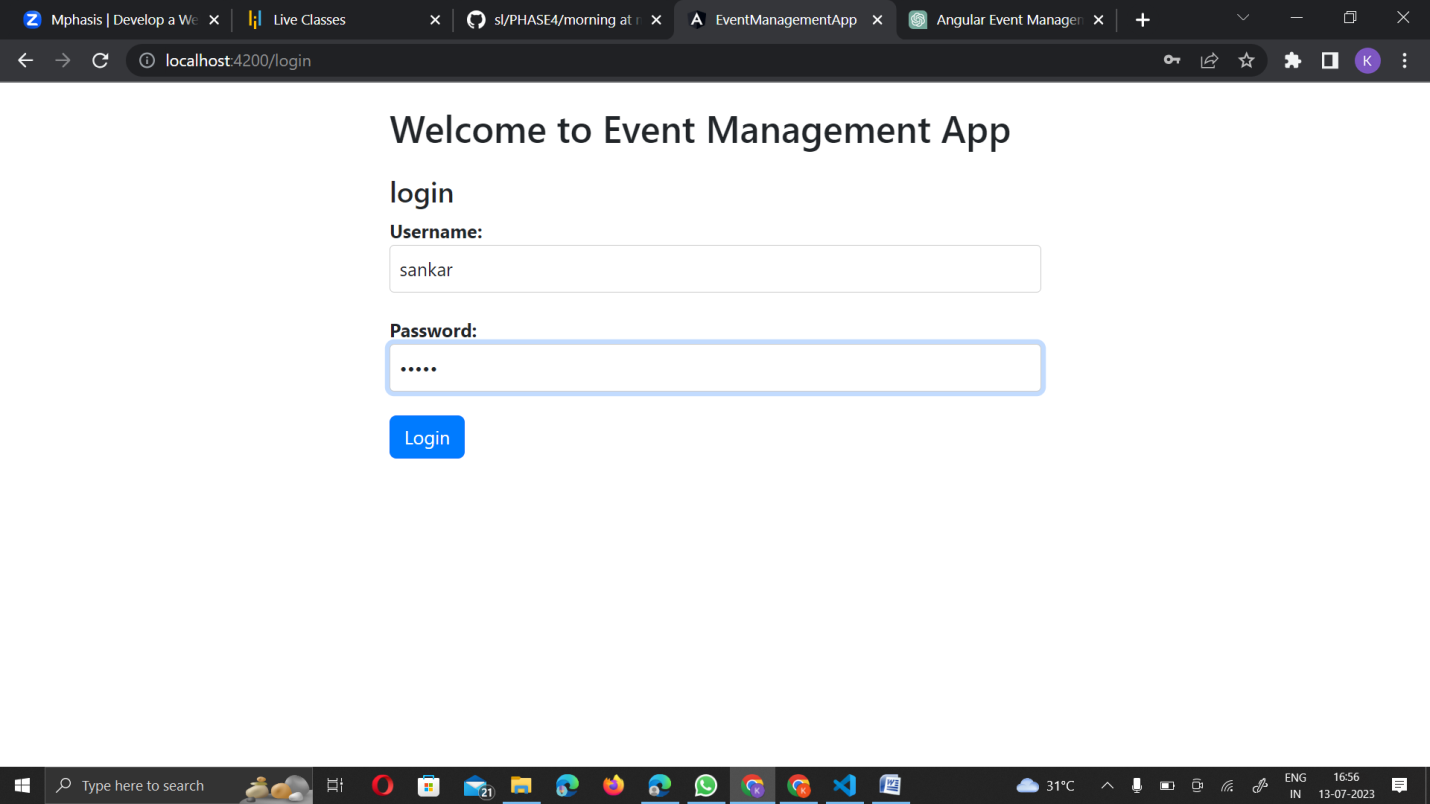 Mphasis | Develop a We
Live Classes
sl/PHASE4/morning at
EventManagementApp
Angular Event Managen
localhost:4200/login
K
Welcome to Event Management App
login
Username:
sankar
Password:
•••••
Login
Type here to search
21
31°C
ENG
IN
16:56
13-07-2023